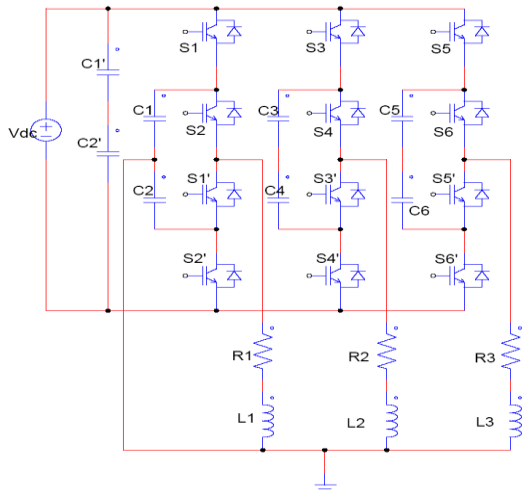 S1 S3 S5
C1'
C1 C3 C5
S2 S4 S6
Vdc
C2'
C2 S1' C4 S3' S5'
C6
S2' S4' S6'
R1 R2 R3
L1 L2 L3